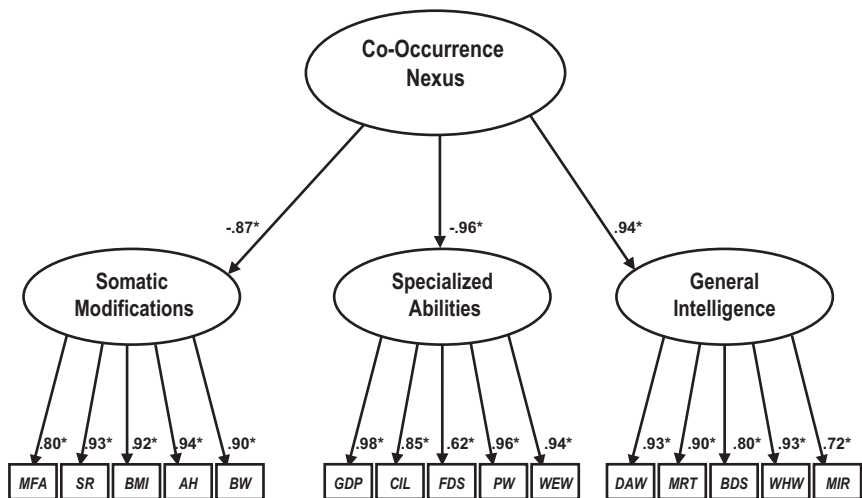 Co-Occurrence
Nexus
-.87*
-.96*
.94*
Somatic
Modifications
Specialized
Abilities
General
Intelligence
.80*
.93*
.92*
.94*
.90*
.98*
.85*
.62*
.96*
.94*
.93*
.90*
.80*
.93*
.72*
MFA
SR
BMI
AH
BW
GDP
CIL
FDS
PW
WEW
DAW
MRT
BDS
WHW
MIR